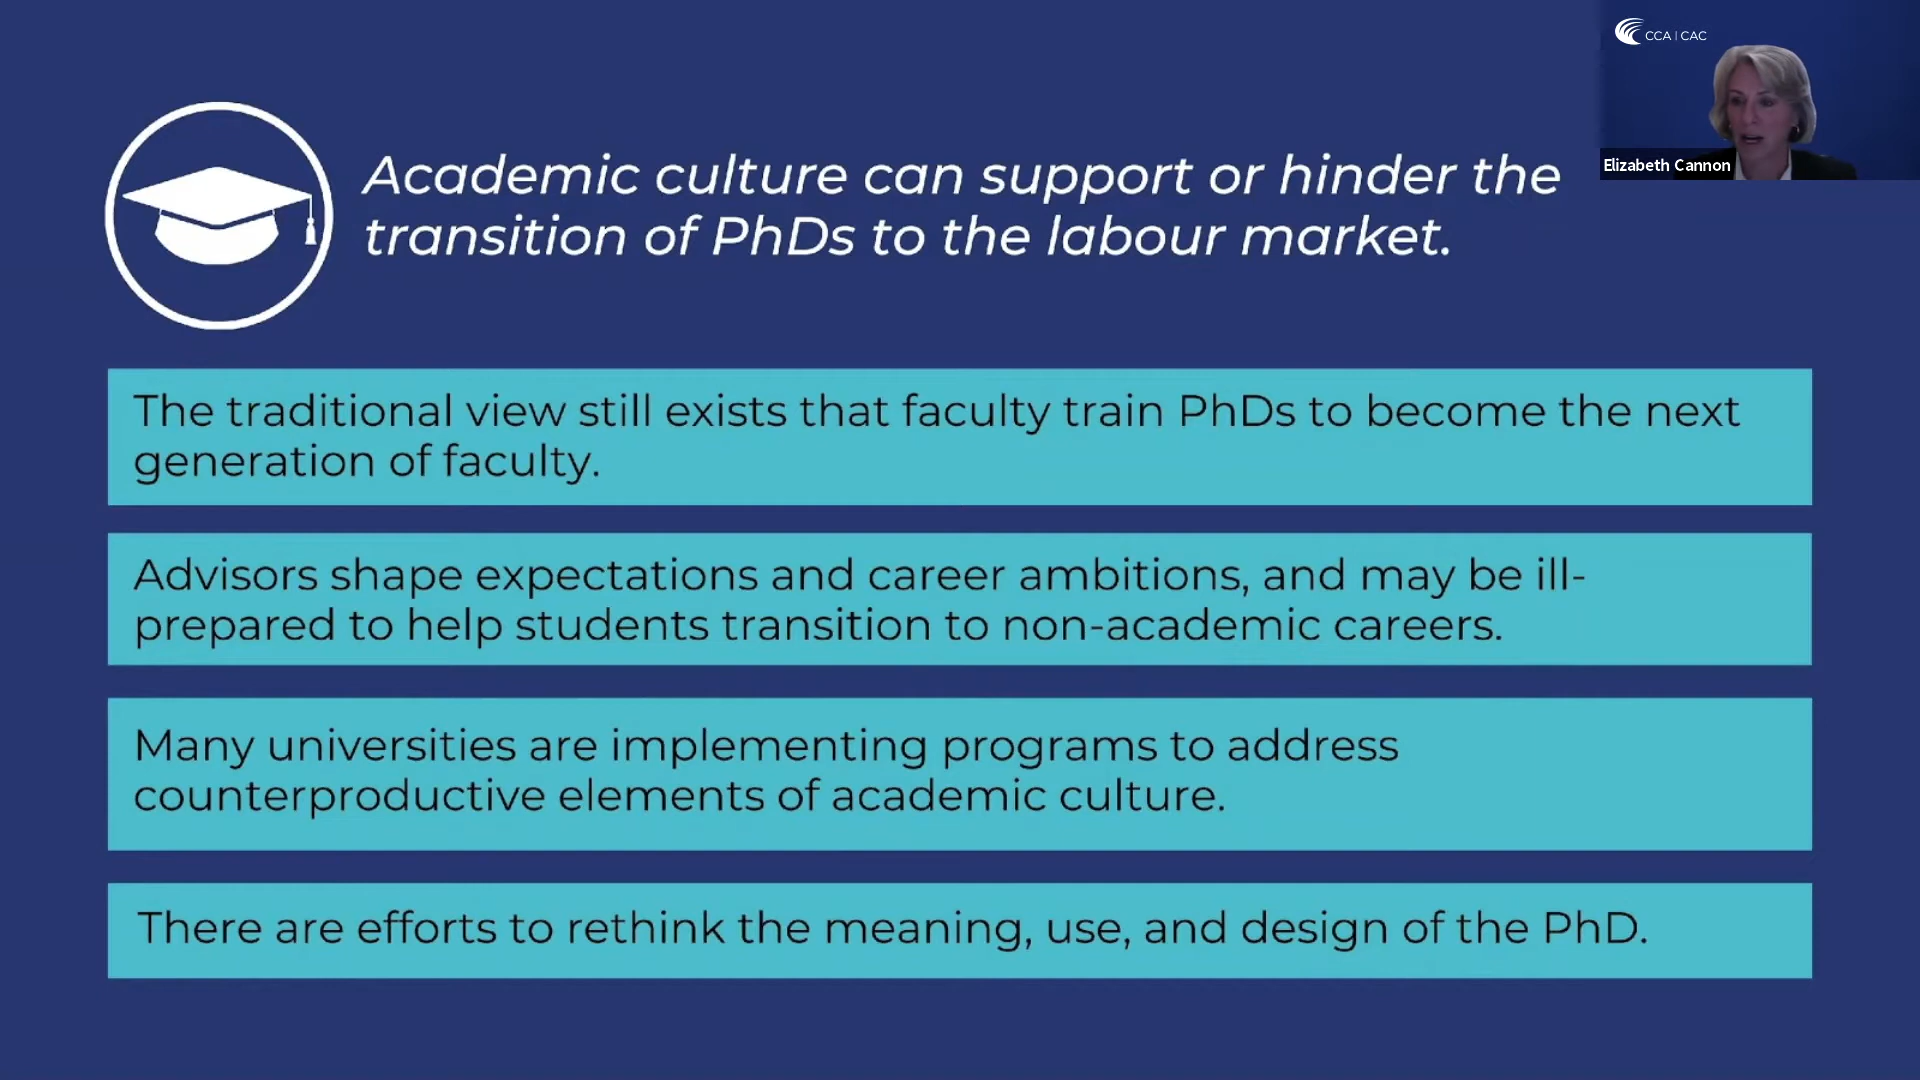 CCA | CAC
Elizabeth Cannon
Academic culture can support or hinder the
transition of PhDs to the labour market.
The traditional view still exists that faculty train PhDs to become the next
generation of faculty.
Advisors shape expectations and career ambitions, and may be ill-
prepared to help students transition to non-academic careers.
Many universities are implementing programs to address
counterproductive elements of academic culture.
There are efforts to rethink the meaning, use, and design of the PhD.